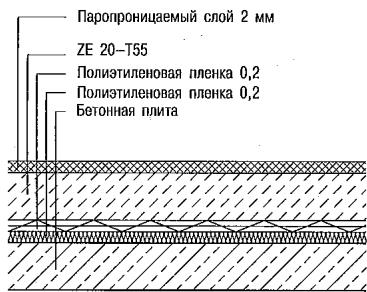 Паропроницаемый слой 2 мм
ZE 20–T55
Полиэтиленовая пленка 0,2
Полиэтиленовая пленка 0,2
Бетонная плита